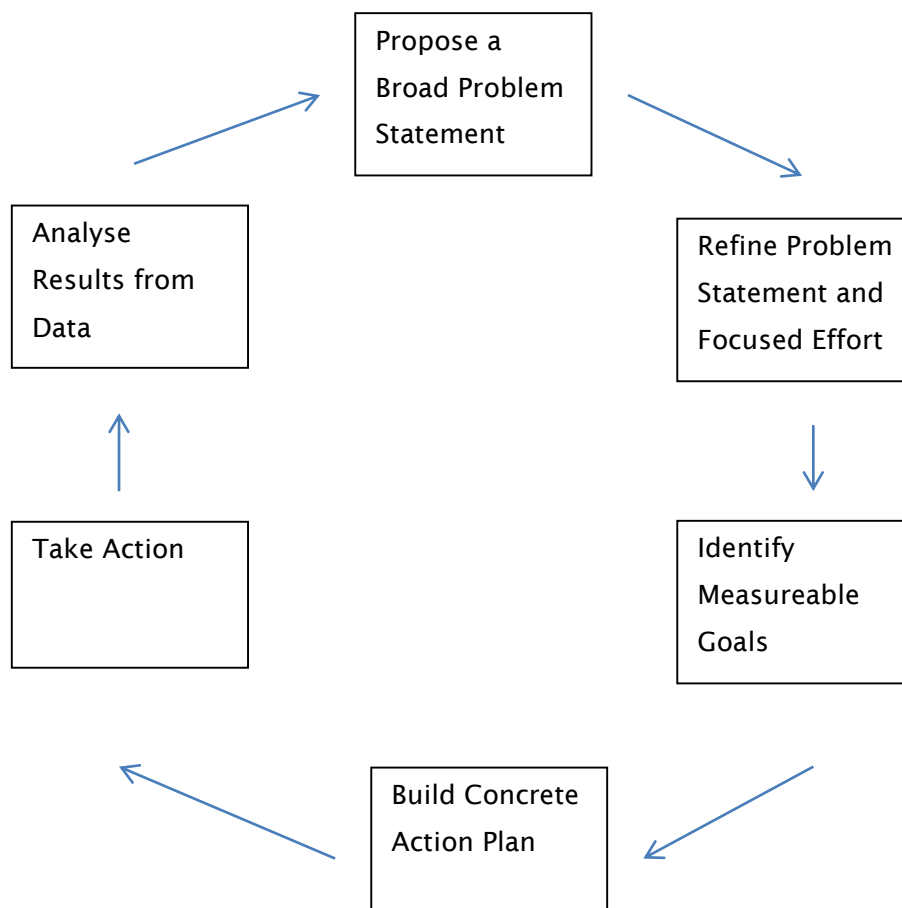 Propose a
Broad Problem
Statement
Refine Problem
Statement and
Focused Effort
Identify
Measureable
Goals
Build Concrete
Action Plan
Take Action
Analyse
Results from
Data